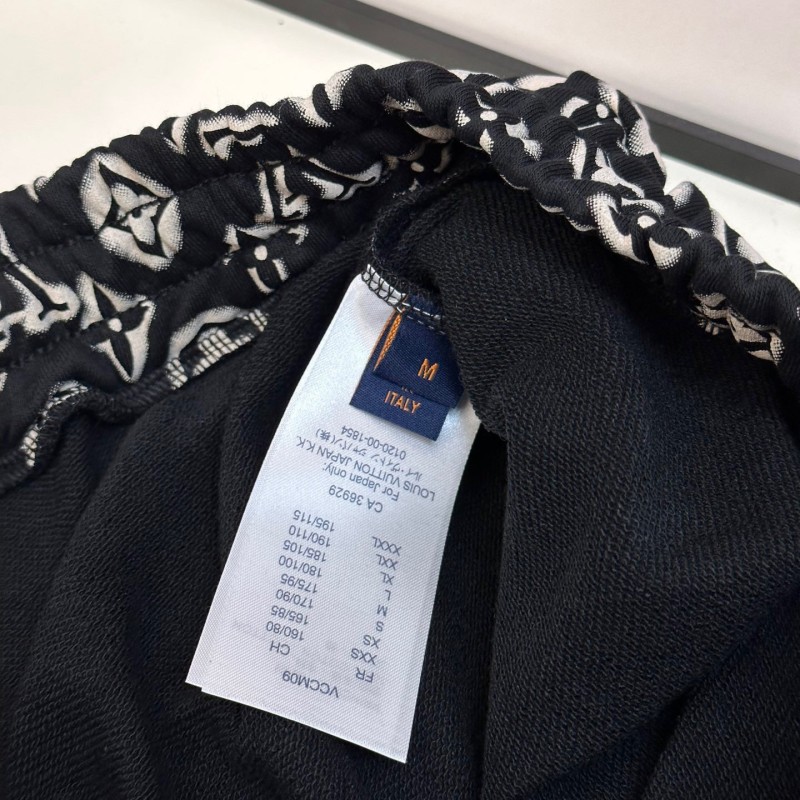 M
ITALY
VCCM09
FR CH
XXS 160/80
XS 165/85
S 170/90
M 175/95
L 180/100
XL 185/105
XXL 190/110
XXXL 195/115
CA 36929
For Japan only:
LOUIS VUITTON JAPAN K.K.
ルイ・ヴィトン ジャパン(株)
0120-00-1854